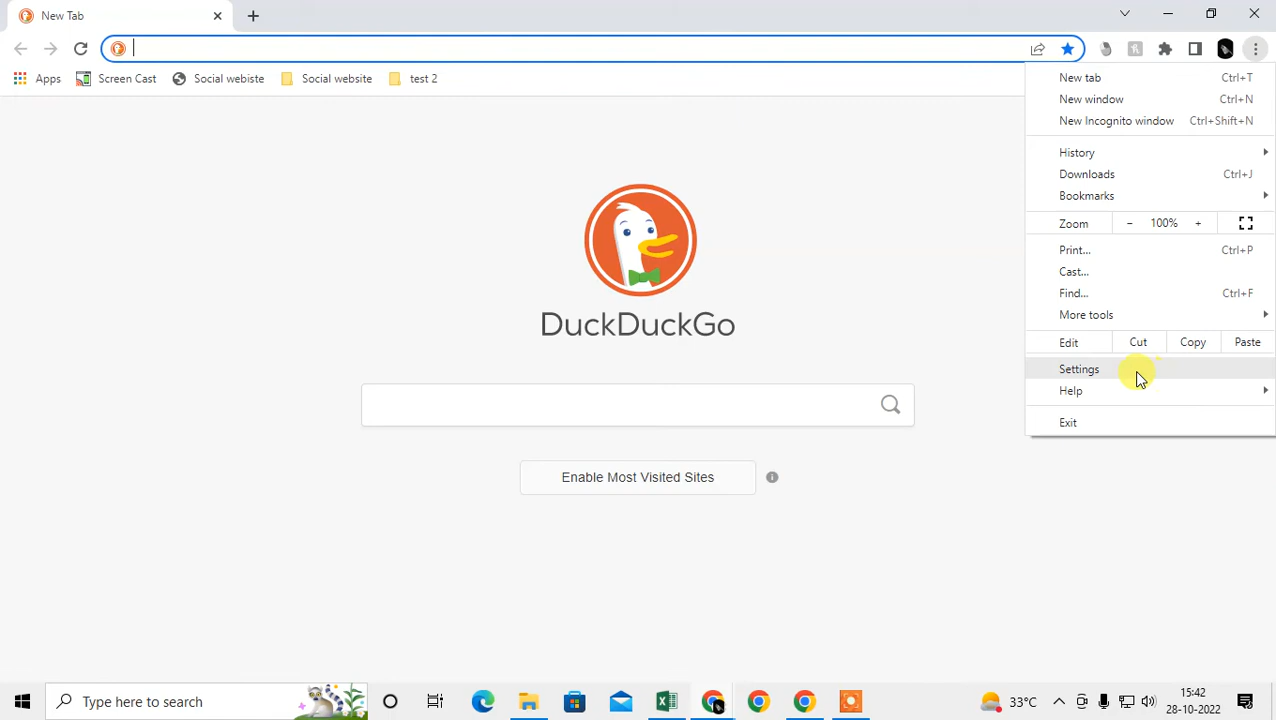 New Tab
Apps Screen Cast Social webiste Social website test 2
New tab Ctrl+T
New window Ctrl+N
New Incognito window Ctrl+Shift+N
History
Downloads Ctrl+J
Bookmarks
Zoom - 100% +
Print... Ctrl+P
Cast...
Find... Ctrl+F
More tools
Edit Cut Copy Paste
Settings
Help
Exit
DuckDuckGo
Enable Most Visited Sites
Type here to search
33°C
15:42
28-10-2022